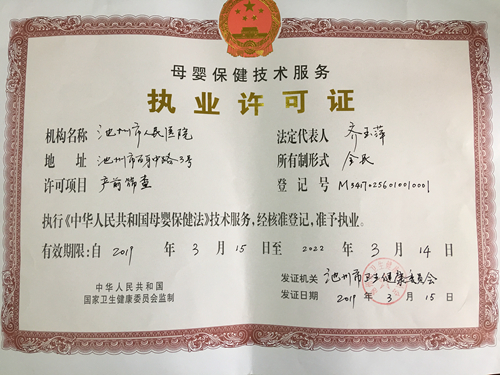 母婴保健技术服务
执业许可证
机构名称 池州市人民医院 法定代表人 齐玉萍
地址 池州市百牙中路3号 所有制形式 全民
许可项目 产前筛查 登记号 M34170256010010001
执行《中华人民共和国母婴保健法》技术服务,经核准登记,准予执业。
有效期限:自 2019 年 3 月 15 日至 2022 年 3 月 14 日
中华人民共和国
国家卫生健康委员会监制
发证机关 池州市卫生健康委员会
发证日期 2019 年 3 月 15 日